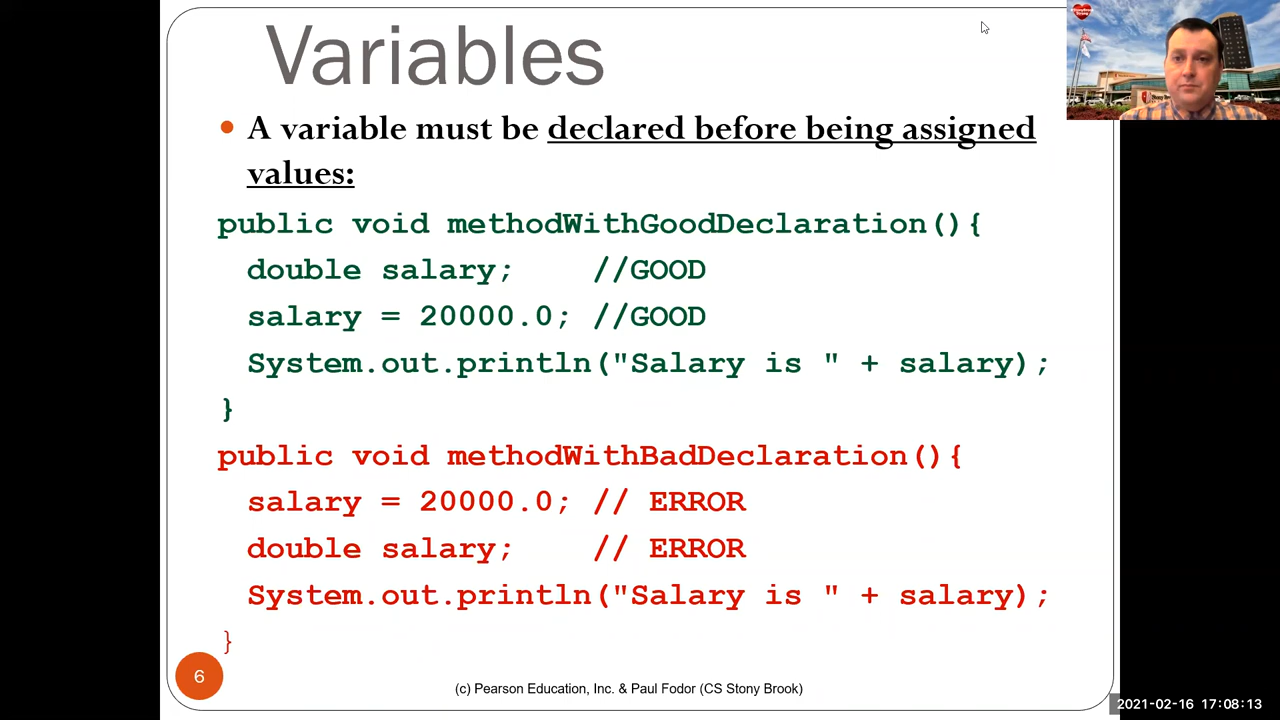 Variables
• A variable must be declared before being assigned
values:
public void methodWithGoodDeclaration(){
double salary; //GOOD
salary = 20000.0; //GOOD
System.out.println("Salary is " + salary);
}
public void methodWithBadDeclaration(){
salary = 20000.0; // ERROR
double salary; // ERROR
System.out.println("Salary is " + salary);
}
6
(c) Pearson Education, Inc. & Paul Fodor (CS Stony Brook)
2021-02-16 17:08:13